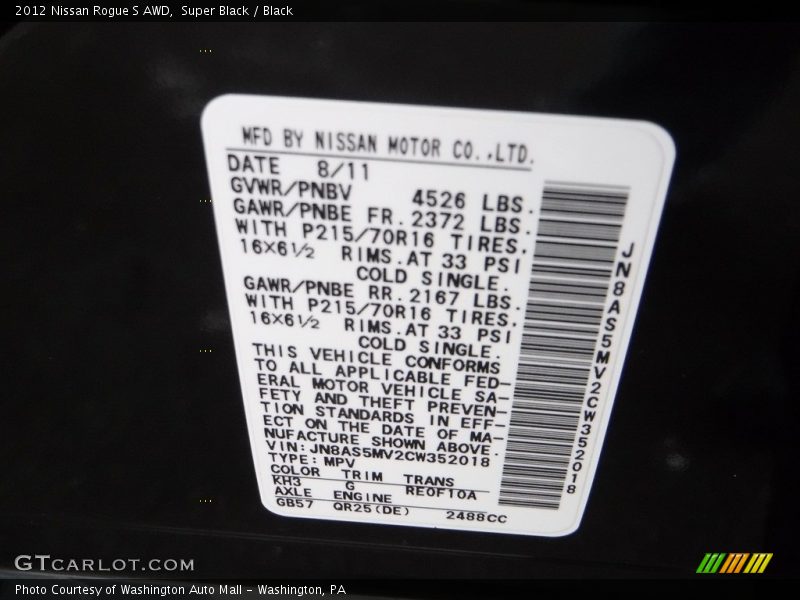 2012 Nissan Rogue S AWD, Super Black / Black
MFD BY NISSAN MOTOR CO.,LTD.
DATE 8/11
GVWR/PNBV 4526 LBS.
GAWR/PNBE FR. 2372 LBS.
WITH P215/70R16 TIRES.
16X6½ RIMS. AT 33 PSI
COLD SINGLE.
GAWR/PNBE RR. 2167 LBS.
WITH P215/70R16 TIRES.
16X6½ RIMS. AT 33 PSI
COLD SINGLE.
THIS VEHICLE CONFORMS
TO ALL APPLICABLE FED-
ERAL MOTOR VEHICLE SA-
FETY AND THEFT PREVEN-
TION STANDARDS IN EFF-
ECT ON THE DATE OF MA-
NUFACTURE SHOWN ABOVE.
VIN:JN8AS5MV2CW352018
TYPE:MPV
COLOR TRIM TRANS
KH3 G RE0F10A
AXLE ENGINE
GB57 QR25(DE) 2488CC
JN8AS5MV2CW352018
GTCARLOT.COM
Photo Courtesy of Washington Auto Mall - Washington, PA